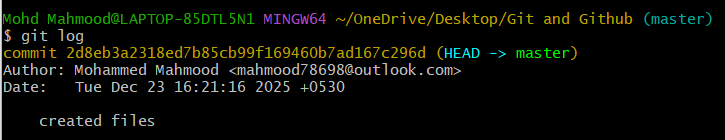 Mohd Mahmood@LAPTOP-85DTL5N1 MINGW64 ~/OneDrive/Desktop/Git and Github (master)
$ git log
commit 2d8eb3a2318ed7b85cb99f169460b7ad167c296d (HEAD -> master)
Author: Mohammed Mahmood <mahmood78698@outlook.com>
Date:   Tue Dec 23 16:21:16 2025 +0530
    created files